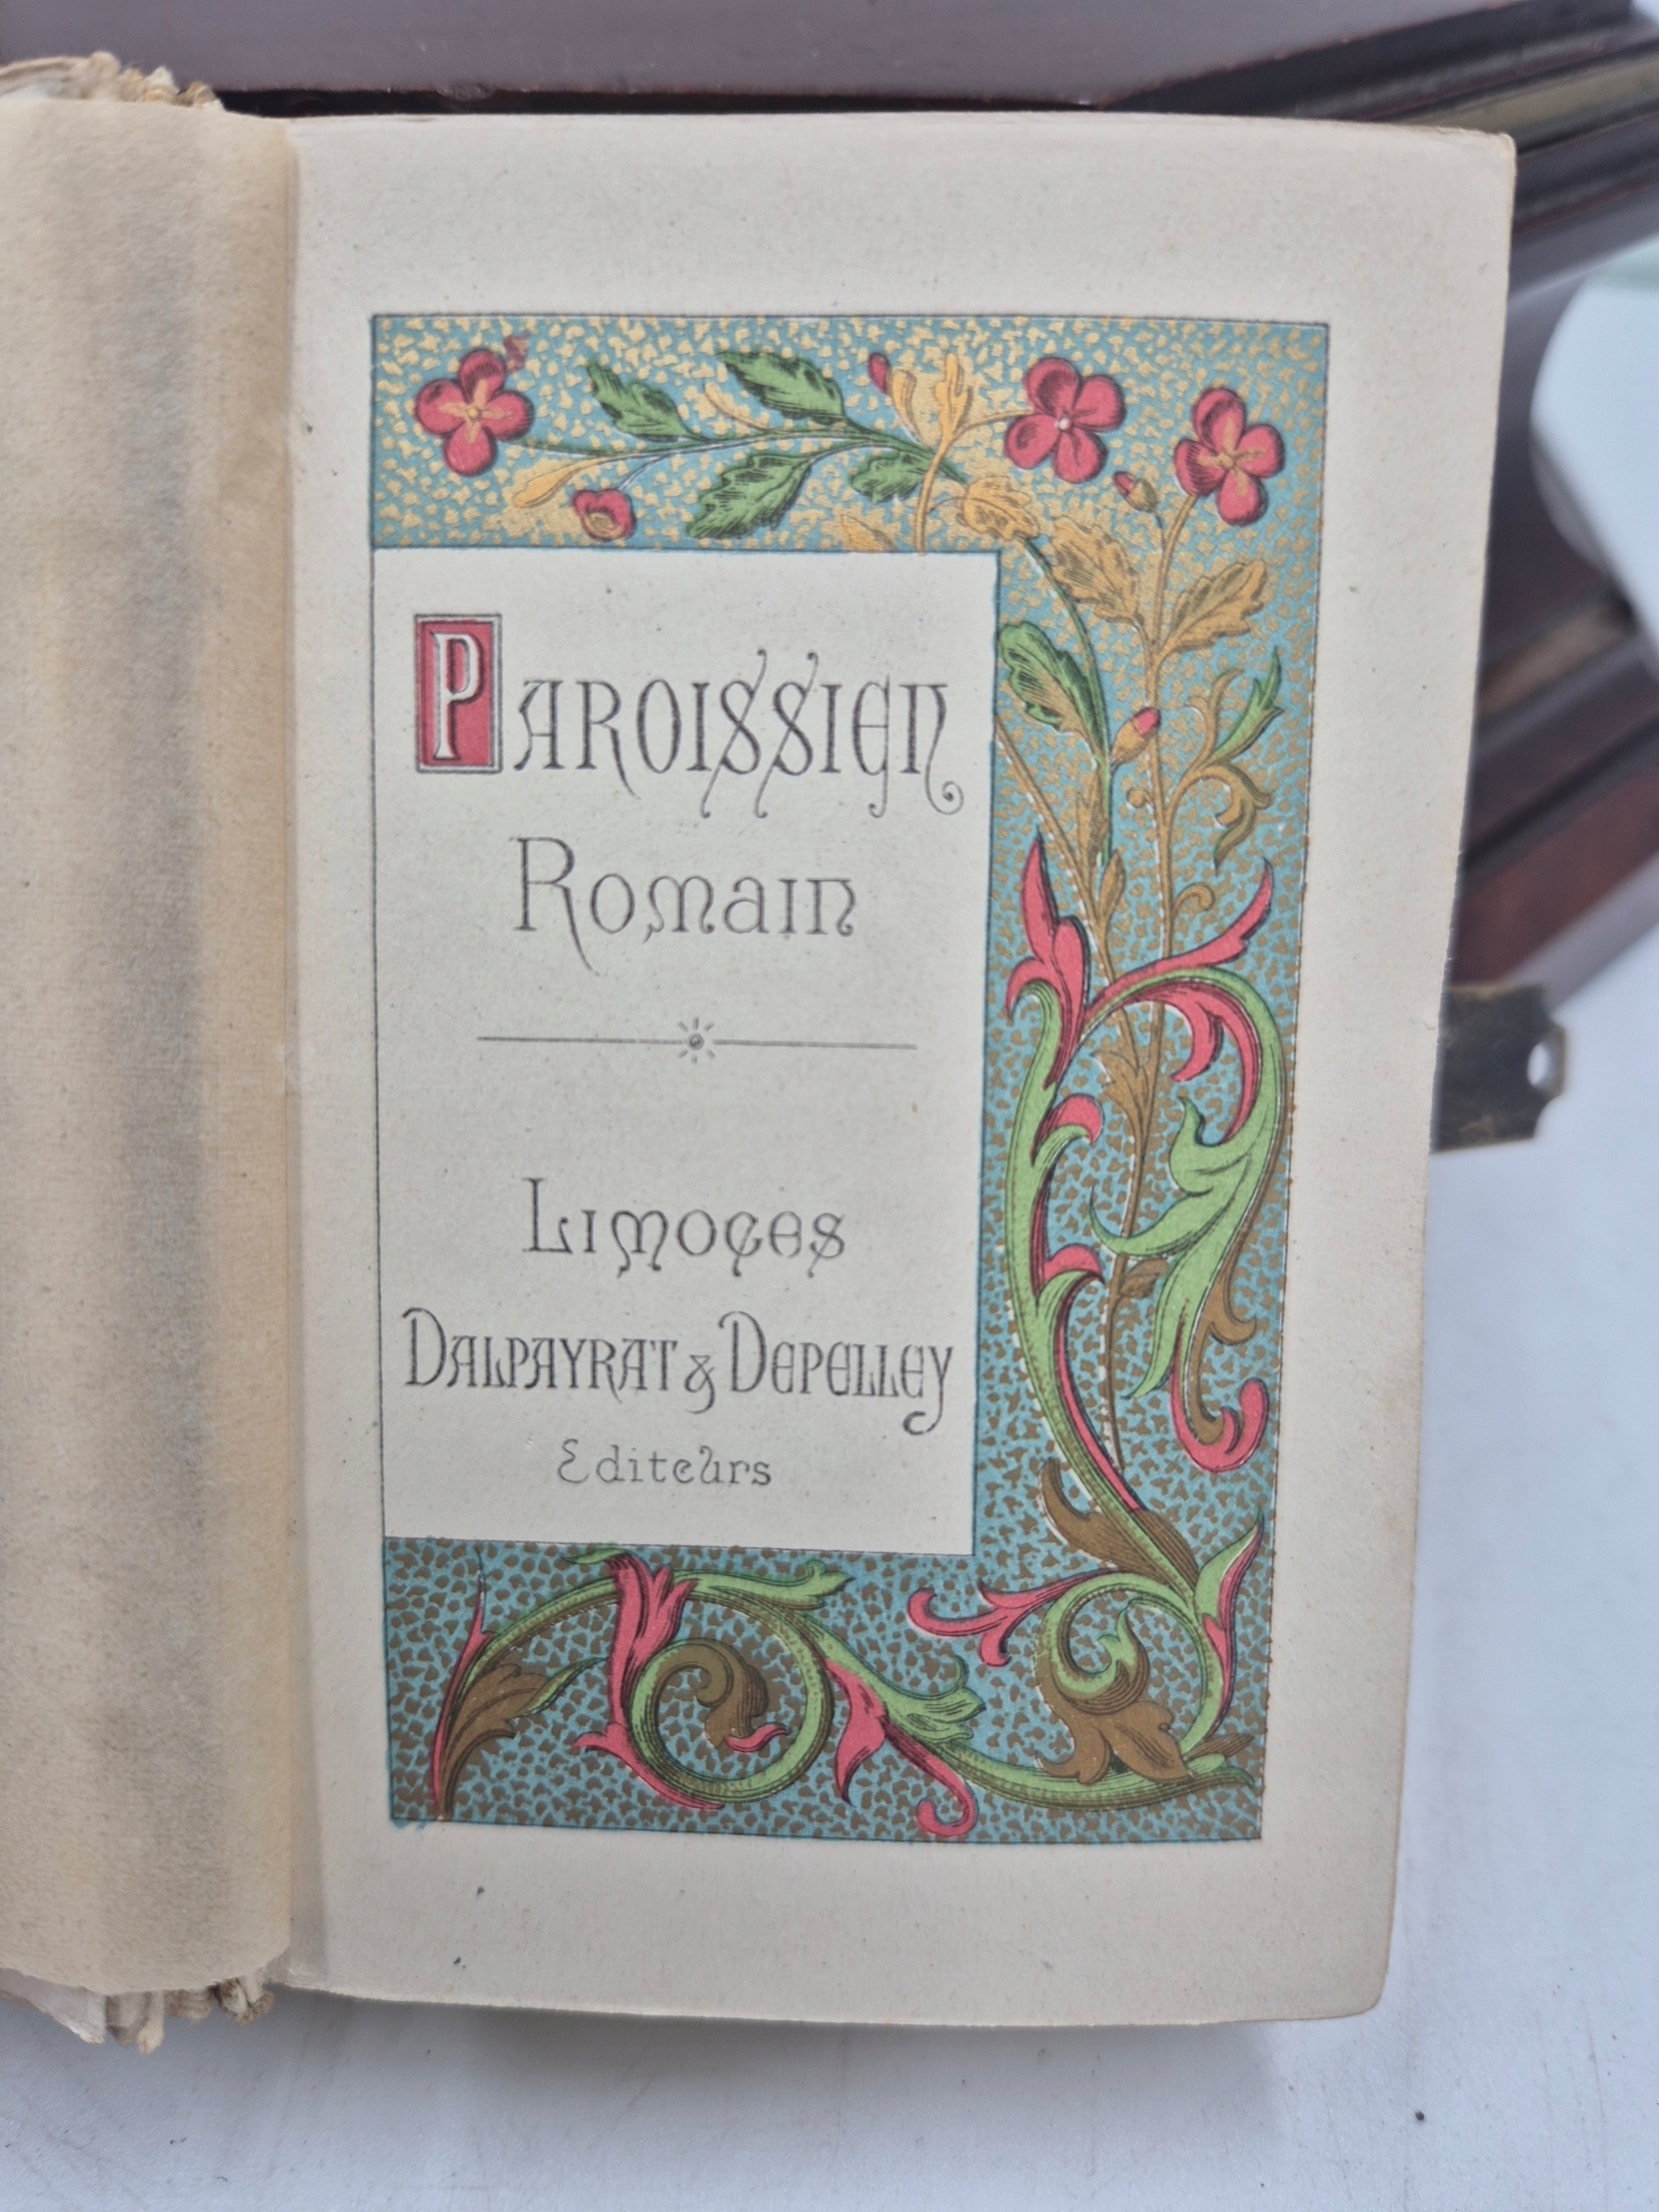 PAROISSIEN
ROMAIN
LIMOGES
DALPAYRAT & DEPELLEY
Editeurs